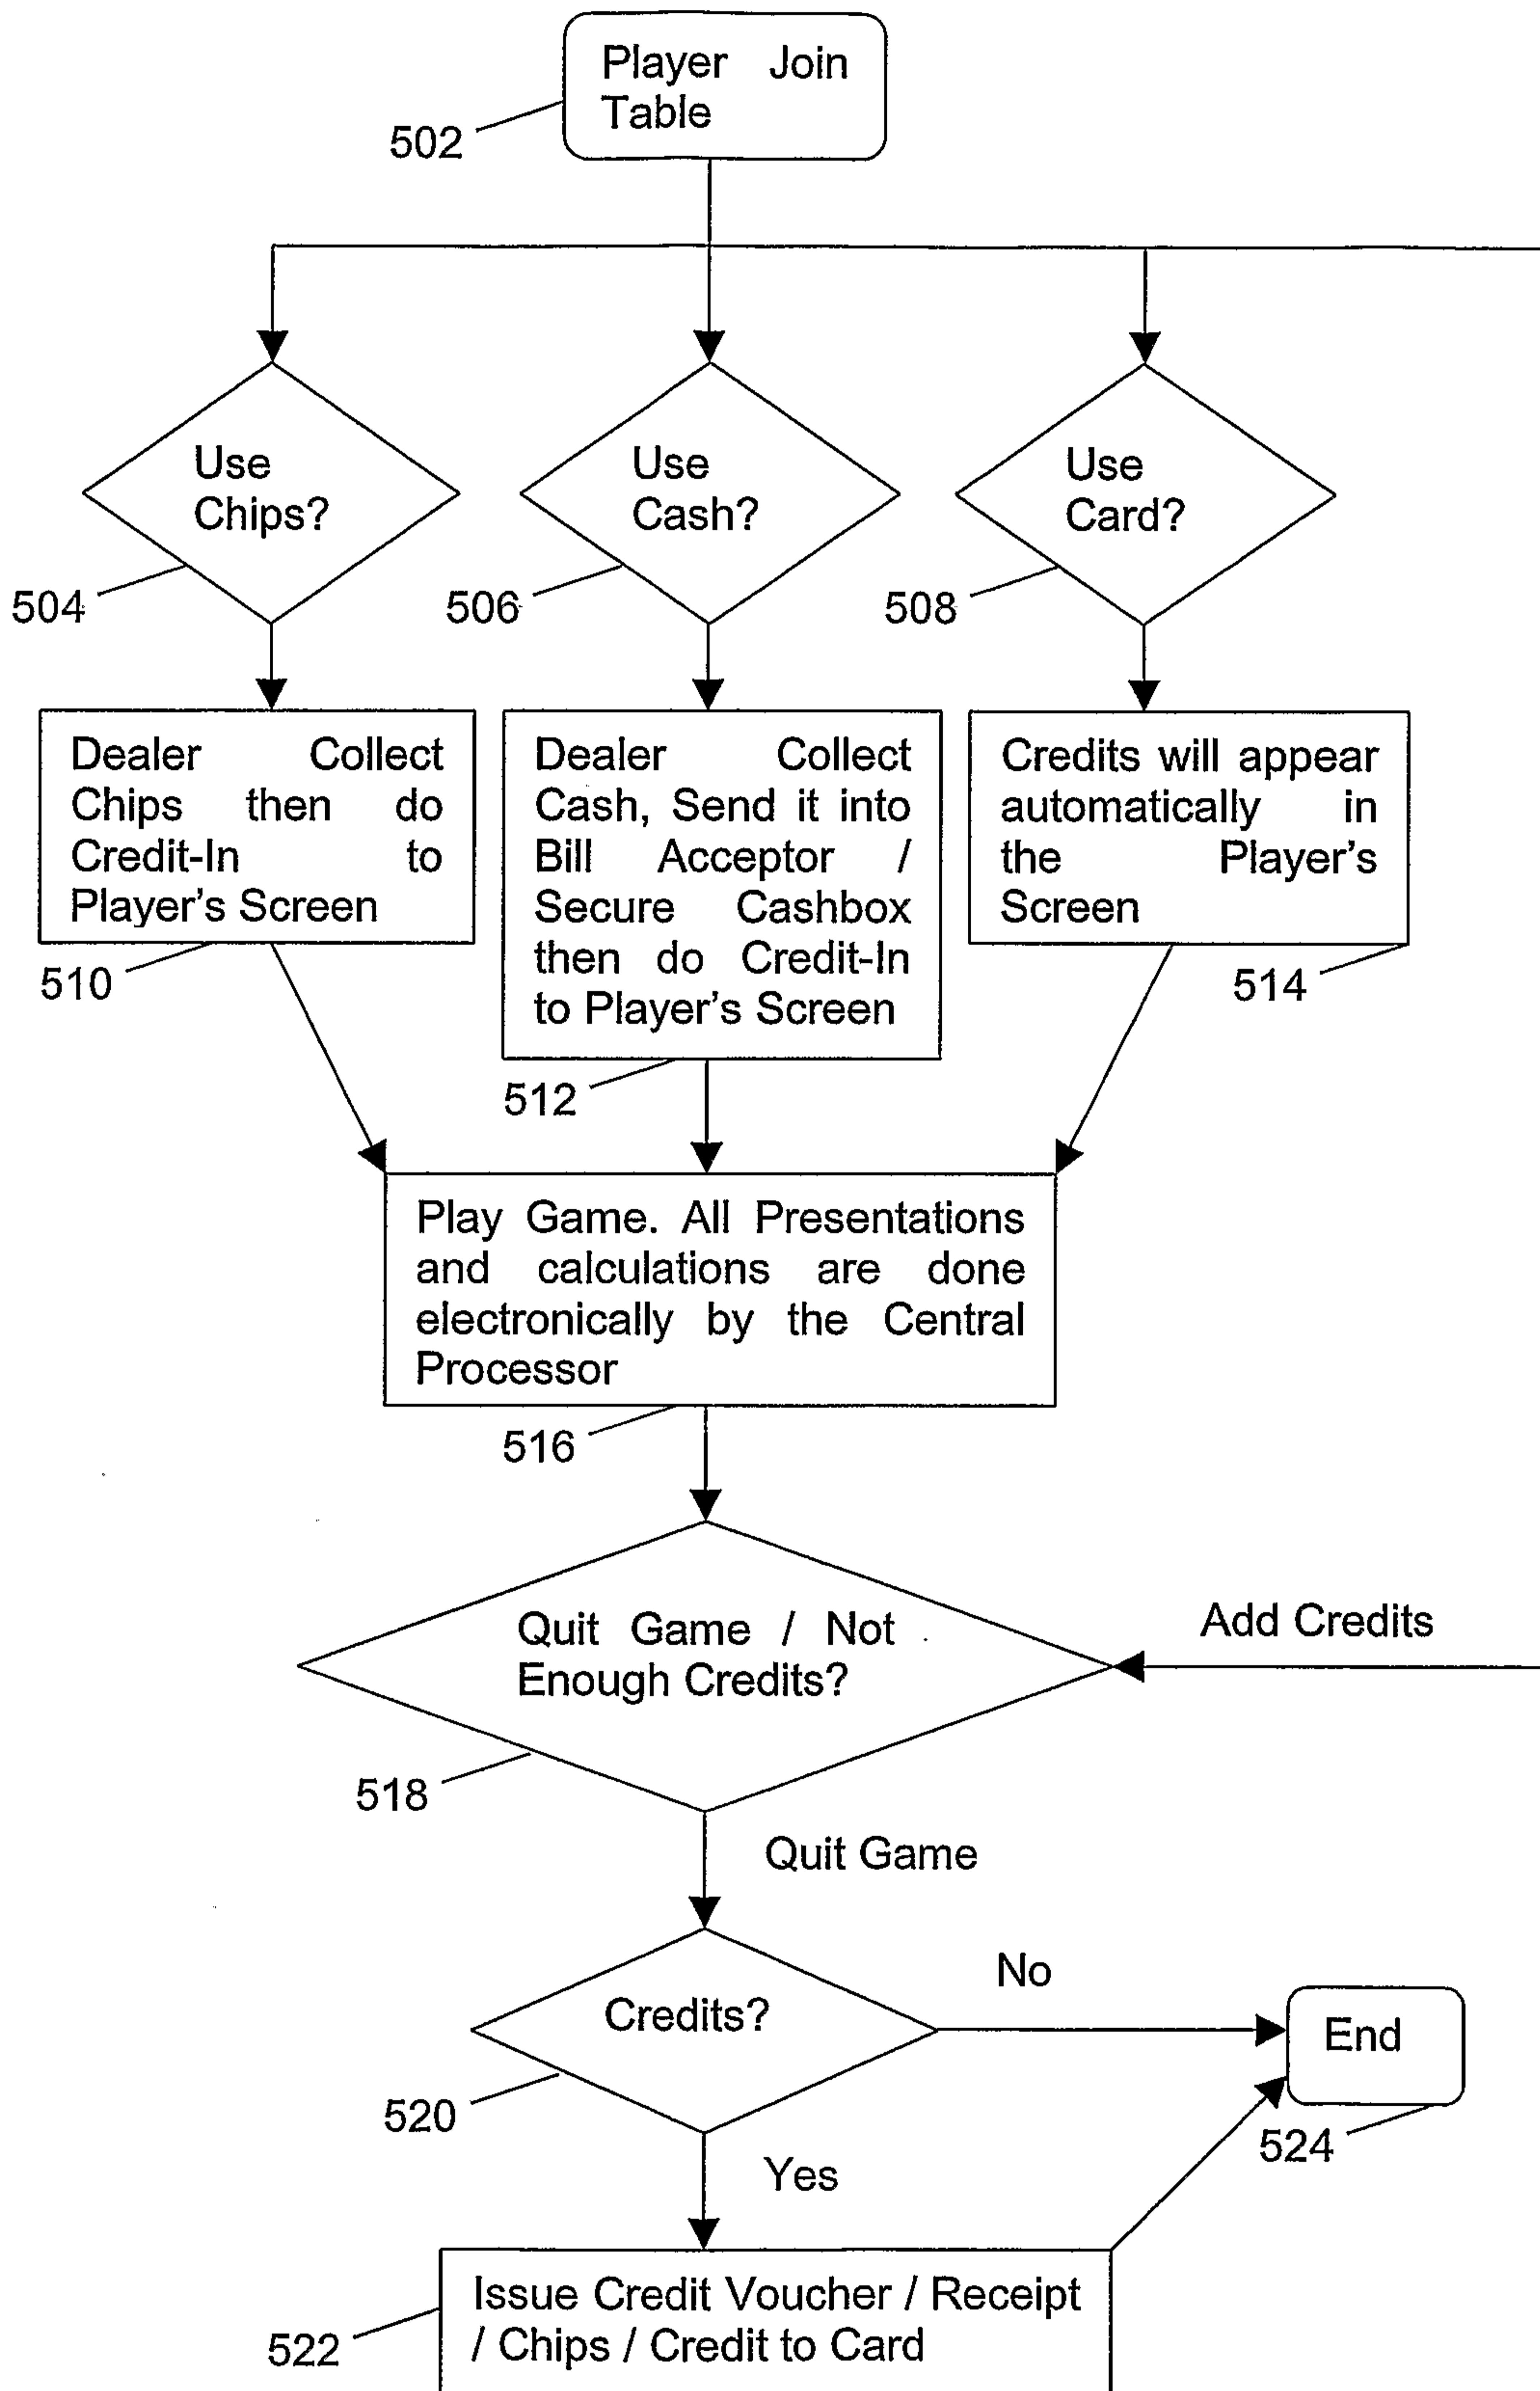 Player Join
Table
502
Use
Chips?
504
Use
Cash?
506
Use
Card?
508
Dealer Collect
Chips then do
Credit-In to
Player's Screen
510
Dealer Collect
Cash, Send it into
Bill Acceptor /
Secure Cashbox
then do Credit-In
to Player's Screen
512
Credits will appear
automatically in
the Player's
Screen
514
Play Game. All Presentations
and calculations are done
electronically by the Central
Processor
516
Quit Game / Not
Enough Credits?
518
Add Credits
Quit Game
Credits?
520
No
End
524
Yes
Issue Credit Voucher / Receipt
/ Chips / Credit to Card
522